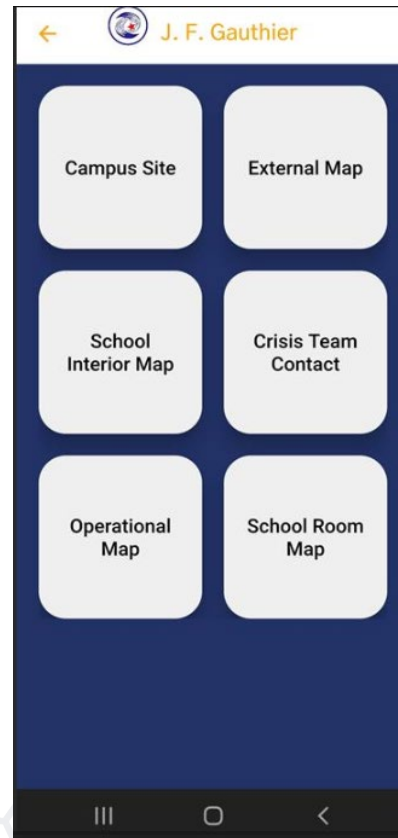 J. F. Gauthier
Campus Site
External Map
School
Interior Map
Crisis Team
Contact
Operational
Map
School Room
Map